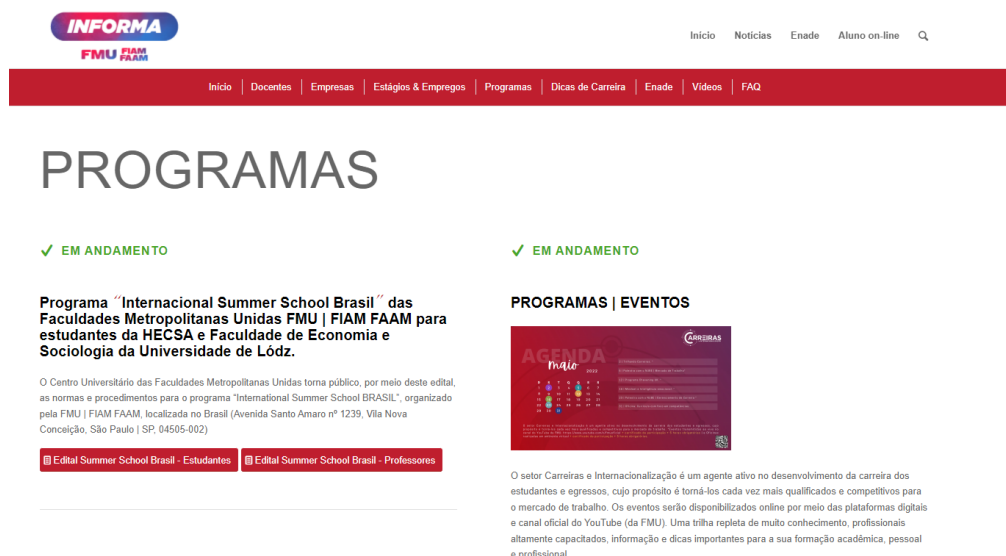 INFORMA
FMU FIAM FAAM
Início Notícias Enade Aluno on-line
Início Docentes Empresas Estágios & Empregos Programas Dicas de Carreira Enade Vídeos FAQ
PROGRAMAS
EM ANDAMENTO
Programa ˝Internacional Summer School Brasil˝ das
Faculdades Metropolitanas Unidas FMU | FIAM FAAM para
estudantes da HECSA e Faculdade de Economia e
Sociologia da Universidade de Lódz.
O Centro Universitário das Faculdades Metropolitanas Unidas torna público, por meio deste edital,
as normas e procedimentos para o programa “International Summer School BRASIL”, organizado
pela FMU | FIAM FAAM, localizada no Brasil (Avenida Santo Amaro nº 1239, Vila Nova
Conceição, São Paulo | SP, 04505-002)
Edital Summer School Brasil - Estudantes Edital Summer School Brasil - Professores
EM ANDAMENTO
PROGRAMAS | EVENTOS
CARREIRAS
AGENDA
maio
2022
O setor Carreiras e Internacionalização é um agente ativo no desenvolvimento da carreira dos
estudantes e egressos, cujo propósito é torná-los cada vez mais qualificados e competitivos para
o mercado de trabalho. Os eventos serão disponibilizados online por meio das plataformas digitais
e canal oficial do YouTube (da FMU). Uma trilha repleta de muito conhecimento, profissionais
altamente capacitados, informação e dicas importantes para a sua formação acadêmica, pessoal
e profissional